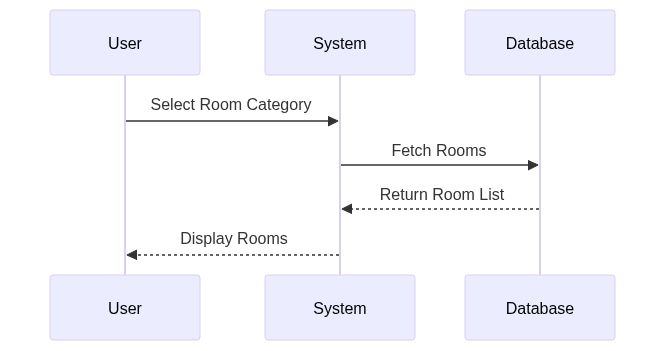 User
System
Database
Select Room Category
Fetch Rooms
Return Room List
Display Rooms
User
System
Database